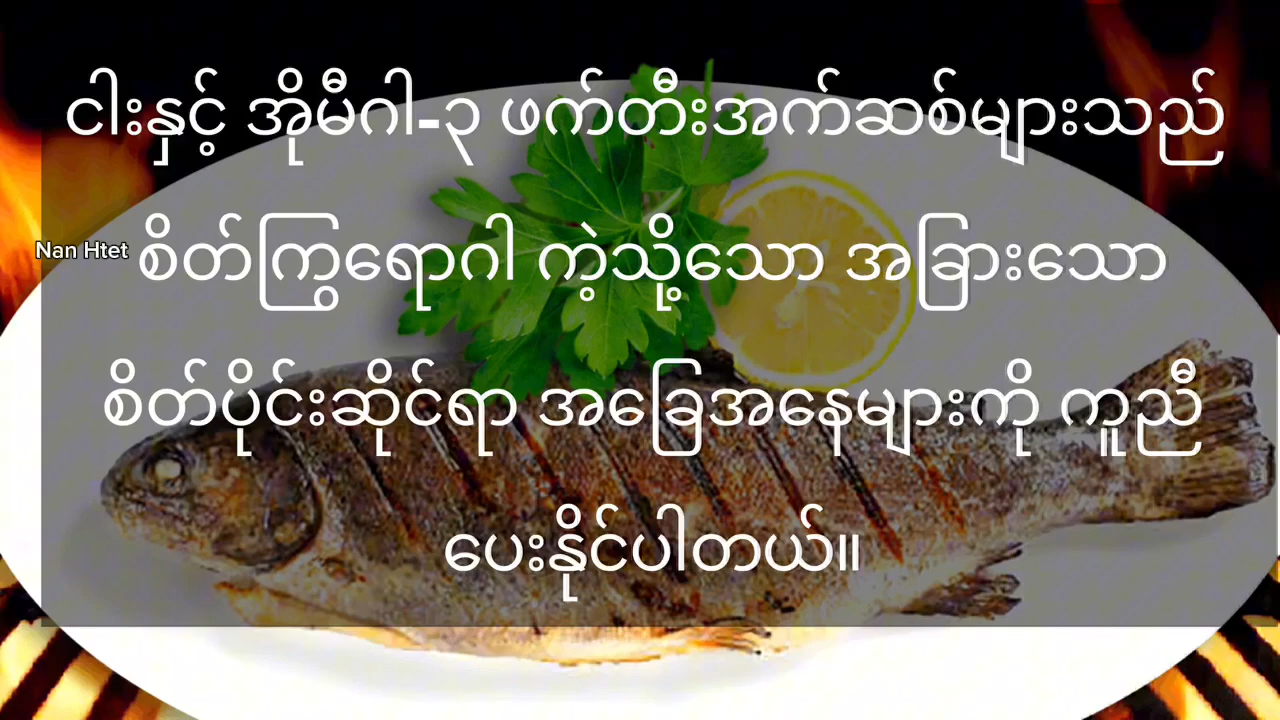 ငါးနှင့် အိုမီဂါ-၃ ဖက်တီးအက်ဆစ်များသည်
Nan Htet
စိတ်ကြွရောဂါ ကဲ့သို့သော အခြားသော
စိတ်ပိုင်းဆိုင်ရာ အခြေအနေများကို ကူညီ
ပေးနိုင်ပါတယ်။